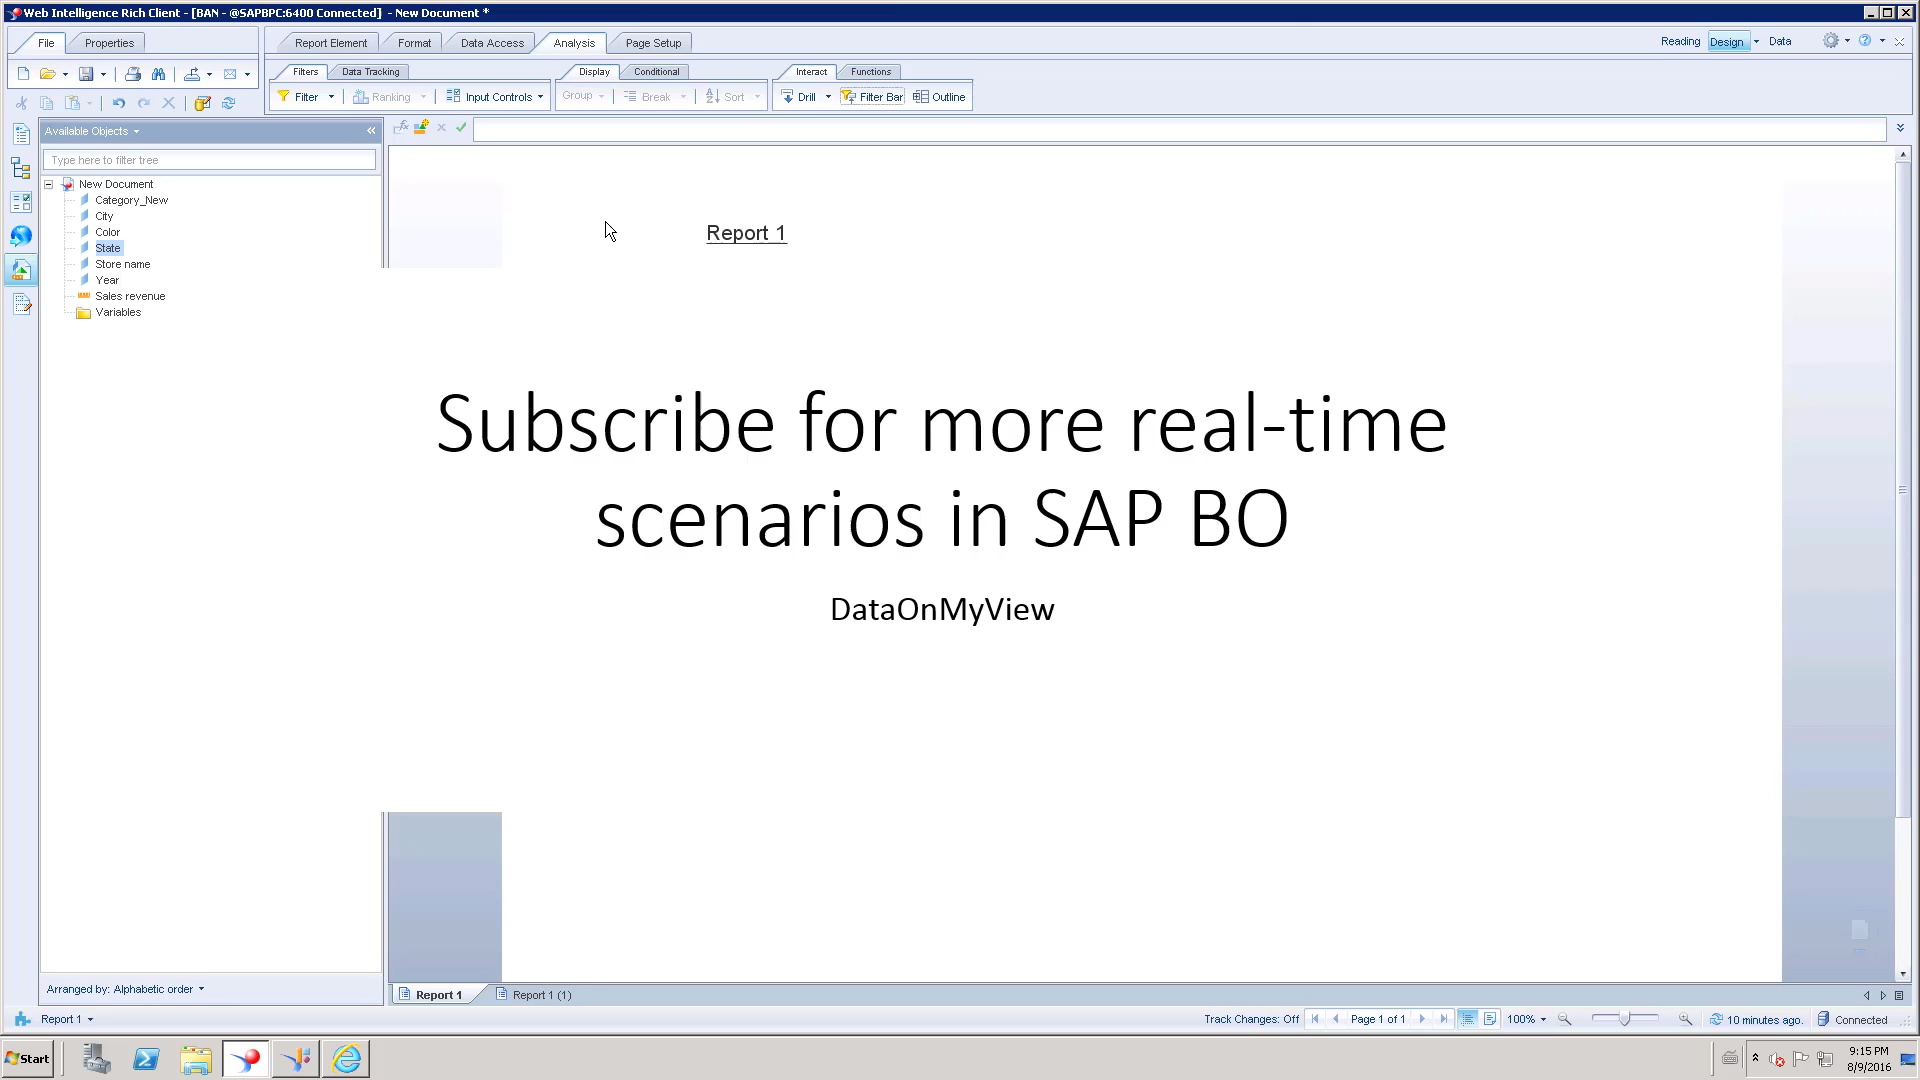 Web Intelligence Rich Client - [BAN - @SAPBPC:6400 Connected] - New Document *
File
Properties
Report Element
Format
Data Access
Analysis
Page Setup
Reading
Design
Data
Filters
Data Tracking
Display
Conditional
Interact
Functions
Filter
Ranking
Input Controls
Group
Break
Sort
Drill
Filter Bar
Outline
Available Objects
Type here to filter tree
New Document
Category_New
City
Color
State
Store name
Year
Sales revenue
Variables
Report 1
Subscribe for more real-time
scenarios in SAP BO
DataOnMyView
Arranged by: Alphabetic order
Report 1
Report 1 (1)
Report 1
Track Changes: Off
Page 1 of 1
100%
10 minutes ago.
Connected
Start
9:15 PM
8/9/2016